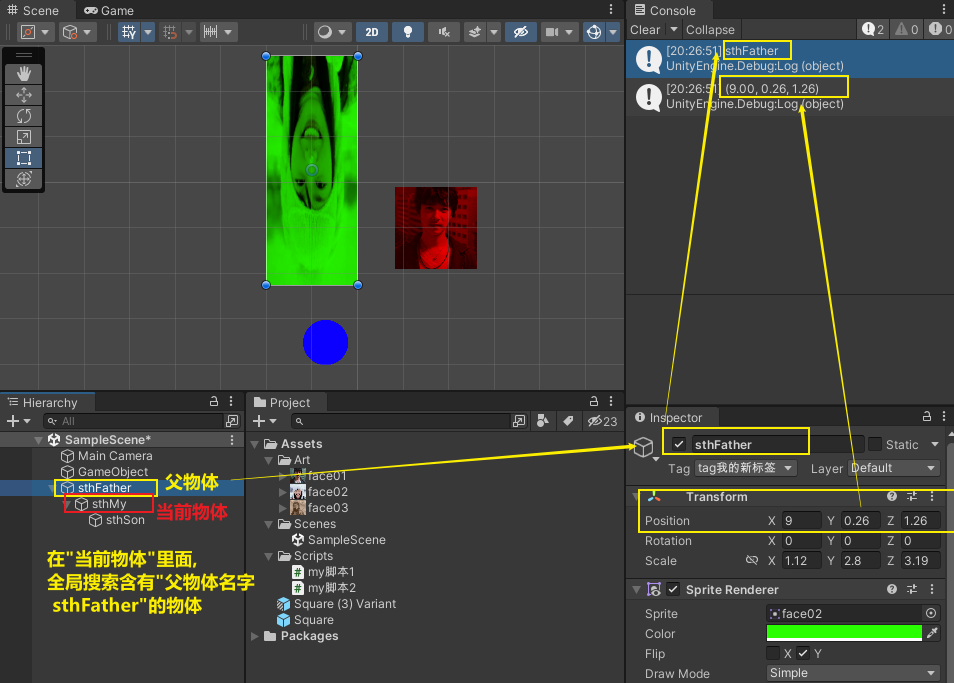 Scene
Game
2D
Console
Clear
Collapse
2
0
0
[20:26:51] sthFather
UnityEngine.Debug:Log (object)
[20:26:51] (9.00, 0.26, 1.26)
UnityEngine.Debug:Log (object)
Hierarchy
All
SampleScene*
Main Camera
GameObject
sthFather
父物体
sthMy
当前物体
sthSon
在"当前物体"里面,
全局搜索含有"父物体名字
sthFather"的物体
Project
23
Assets
Art
face01
face02
face03
Scenes
SampleScene
Scripts
my脚本1
my脚本2
Square (3) Variant
Square
Packages
Inspector
sthFather
Static
Tag tag我的新标签 Layer Default
Transform
Position X 9 Y 0.26 Z 1.26
Rotation X 0 Y 0 Z 0
Scale X 1.12 Y 2.8 Z 3.19
Sprite Renderer
Sprite face02
Color
Flip X Y
Draw Mode Simple